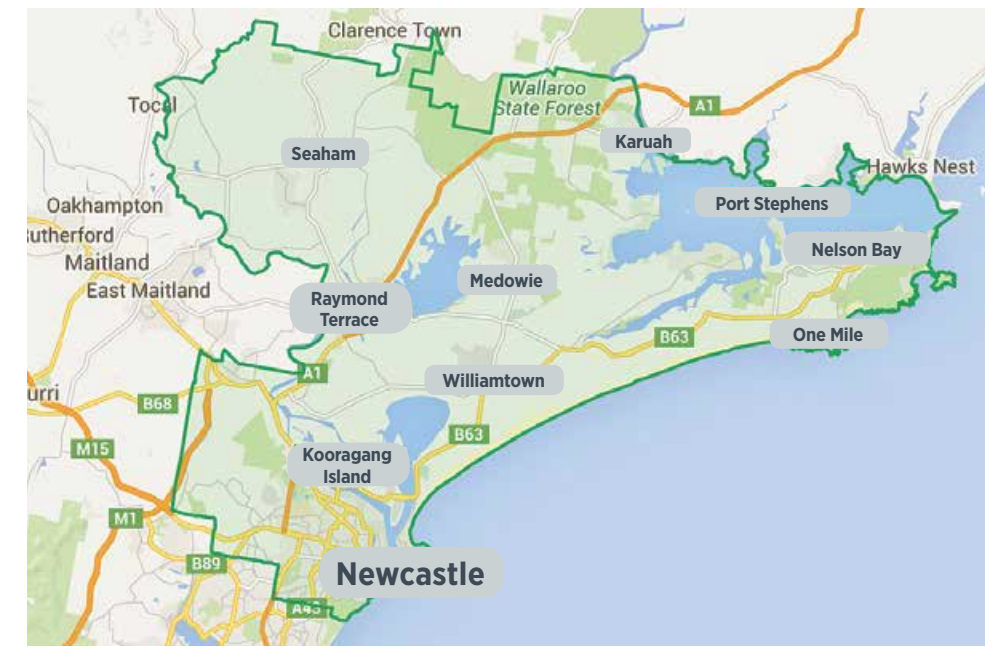 Clarence Town
Wallaroo
State Forest
Tocal
A1
Karuah
Seaham
Hawks Nest
Port Stephens
Oakhampton
utherford
Nelson Bay
Maitland
Medowie
East Maitland
Raymond
Terrace
One Mile
B63
A1
Williamtown
urri
B68
B63
M15
Kooragang
Island
M1
B89
Newcastle
A43